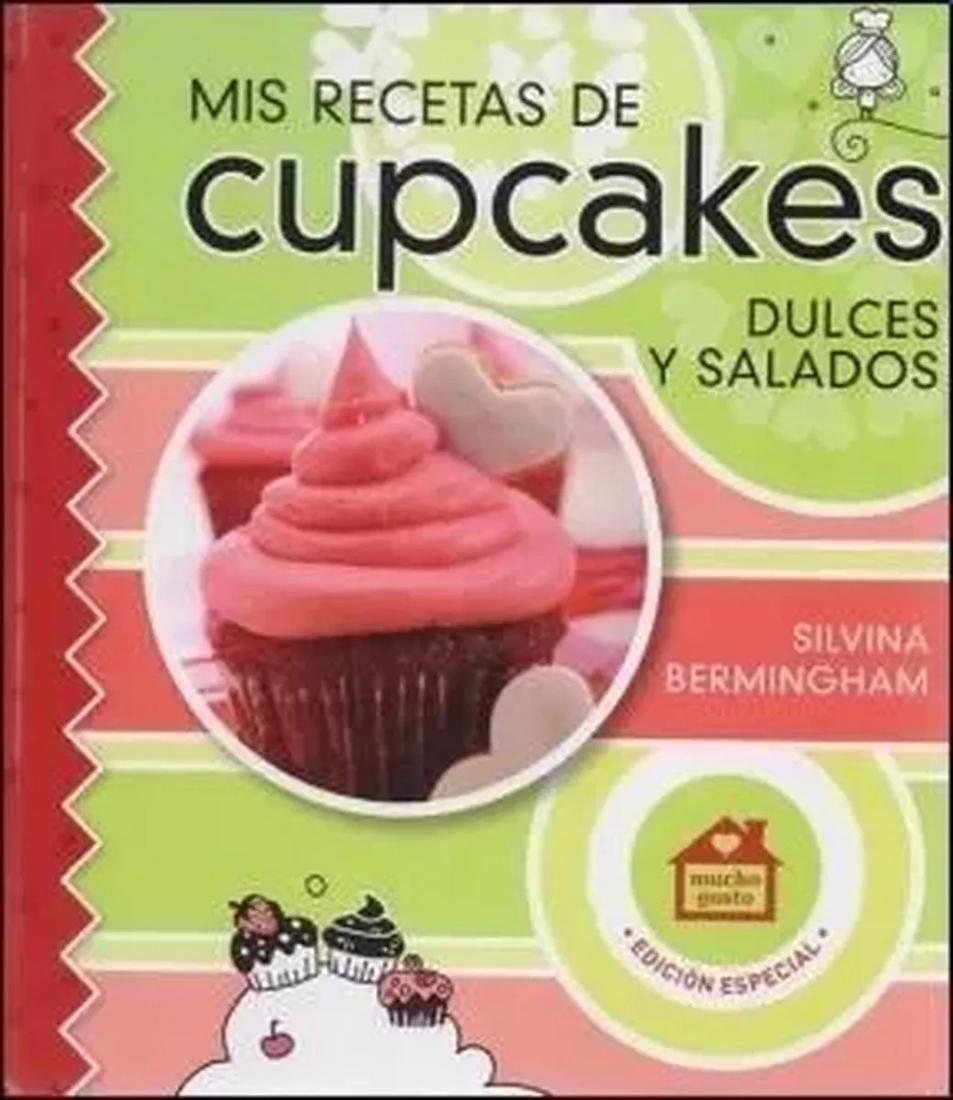 MIS RECETAS DE
cupcakes
DULCES
Y SALADOS
SILVINA
BERMINGHAM
mucho
gusto
• EDICIÓN ESPECIAL •